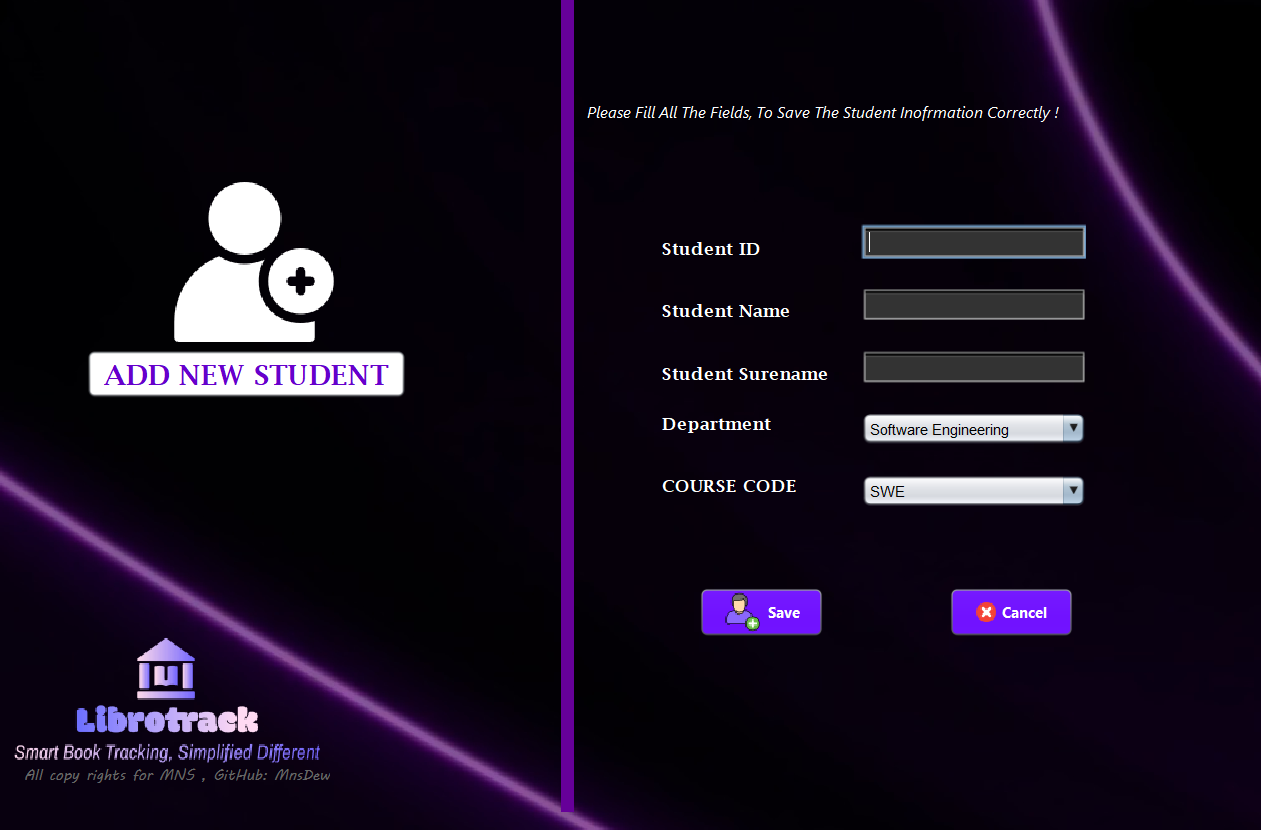 Please Fill All The Fields, To Save The Student Inofrmation Correctly !
ADD NEW STUDENT
Student ID
Student Name
Student Surename
Department
Software Engineering
COURSE CODE
SWE
Save
Cancel
Librotrack
Smart Book Tracking, Simplified Different
All copy rights for MNS , GitHub: MnsDew